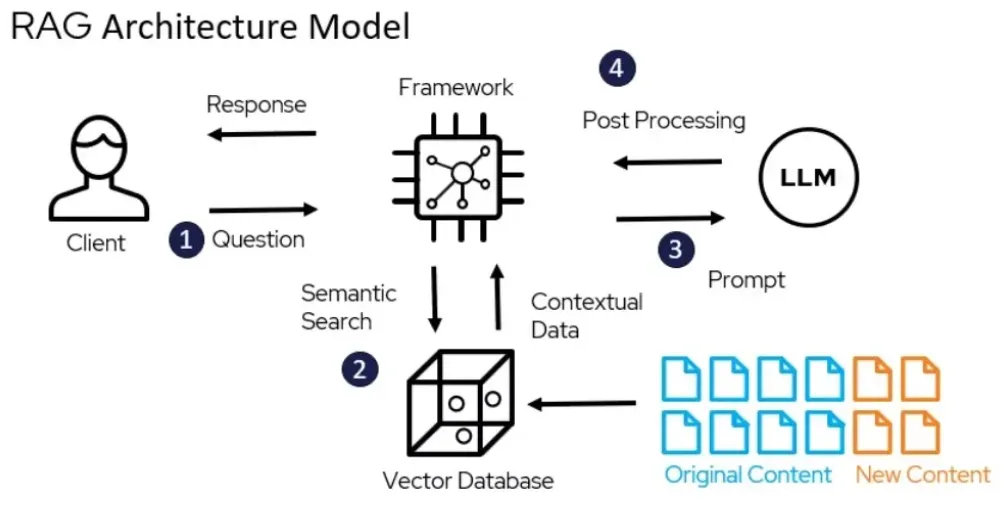 RAG Architecture Model
4
Framework
Response
Post Processing
LLM
Client
1
Question
3
Prompt
Semantic
Search
Contextual
Data
2
Vector Database
Original Content
New Content